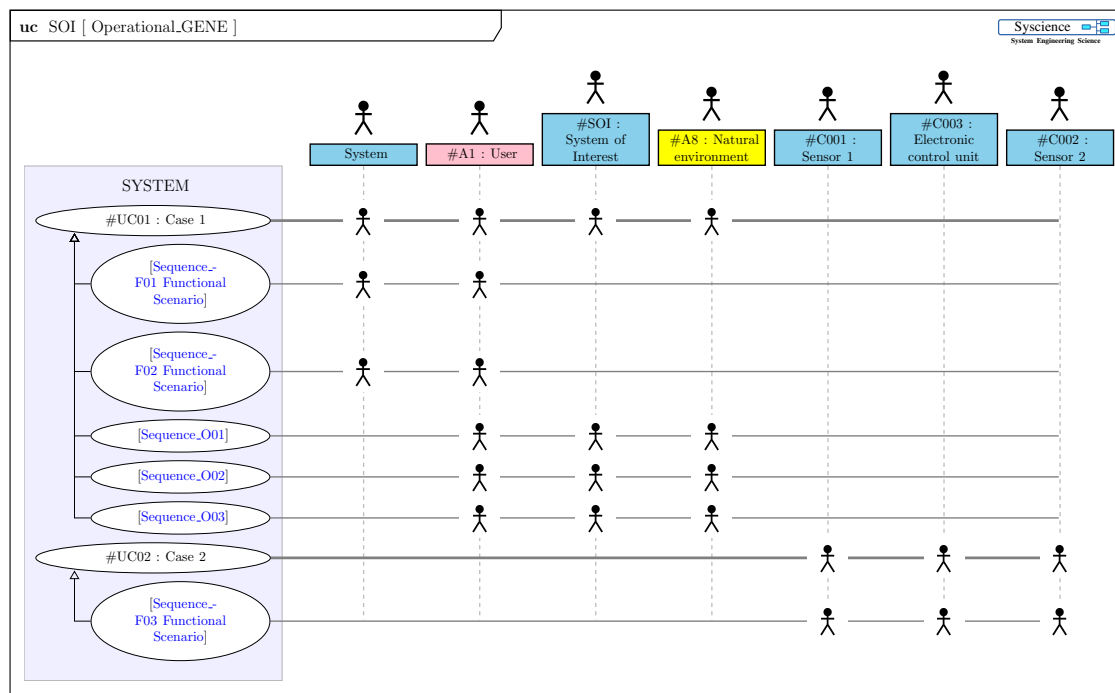 uc SOI [ Operational_GENE ]
Syscience
System Engineering Science
#SOI :
System of
Interest
#C003 :
Electronic
control unit
System
#A1 : User
#A8 : Natural
environment
#C001 :
Sensor 1
#C002 :
Sensor 2
SYSTEM
#UC01 : Case 1
[Sequence_-
F01 Functional
Scenario]
[Sequence_-
F02 Functional
Scenario]
[Sequence_O01]
[Sequence_O02]
[Sequence_O03]
#UC02 : Case 2
[Sequence_-
F03 Functional
Scenario]